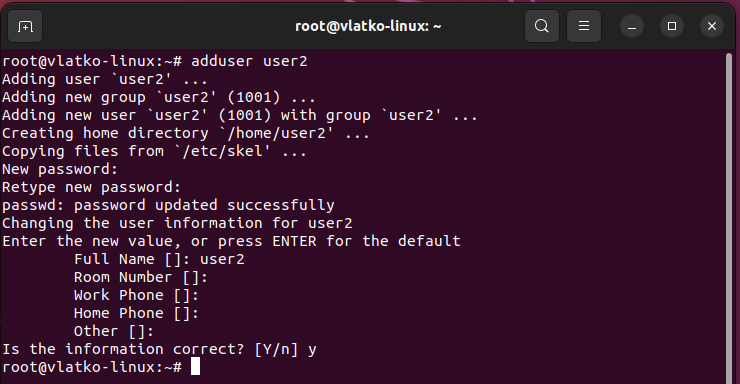 root@vlatko-linux: ~
root@vlatko-linux:~# adduser user2
Adding user `user2' ...
Adding new group `user2' (1001) ...
Adding new user `user2' (1001) with group `user2' ...
Creating home directory `/home/user2' ...
Copying files from `/etc/skel' ...
New password:
Retype new password:
passwd: password updated successfully
Changing the user information for user2
Enter the new value, or press ENTER for the default
        Full Name []: user2
        Room Number []:
        Work Phone []:
        Home Phone []:
        Other []:
Is the information correct? [Y/n] y
root@vlatko-linux:~#